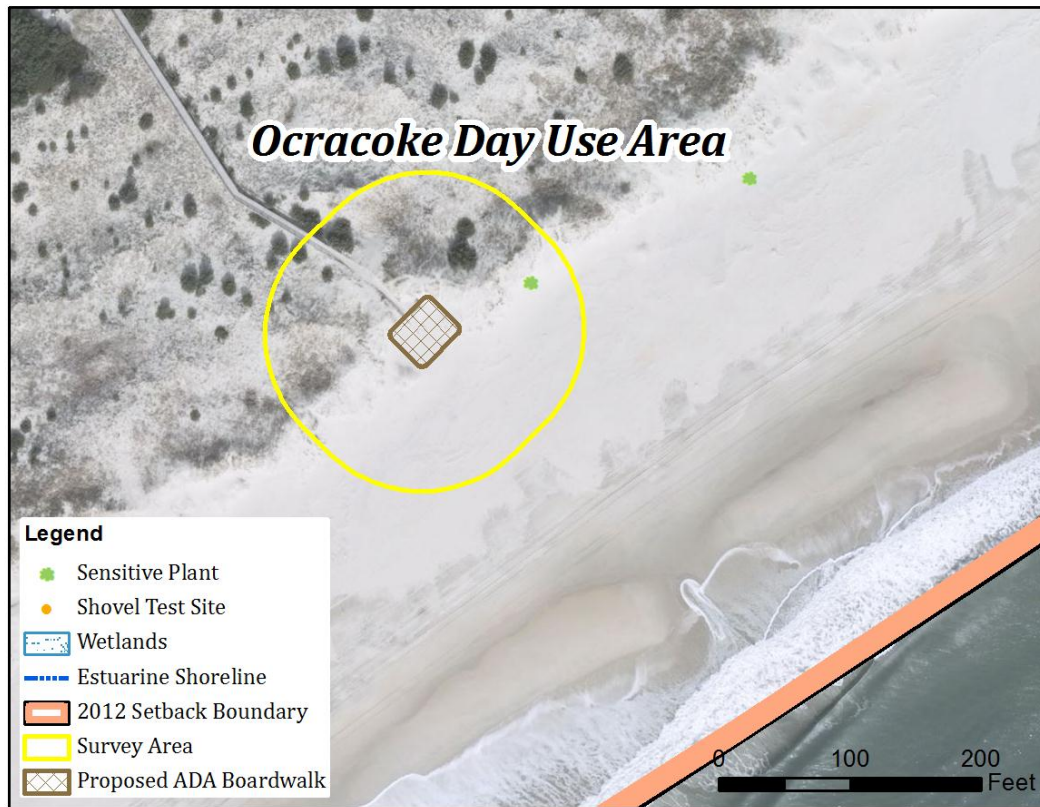 Ocracoke Day Use Area
Legend
Sensitive Plant
Shovel Test Site
Wetlands
Estuarine Shoreline
2012 Setback Boundary
Survey Area
Proposed ADA Boardwalk
0 100 200
Feet